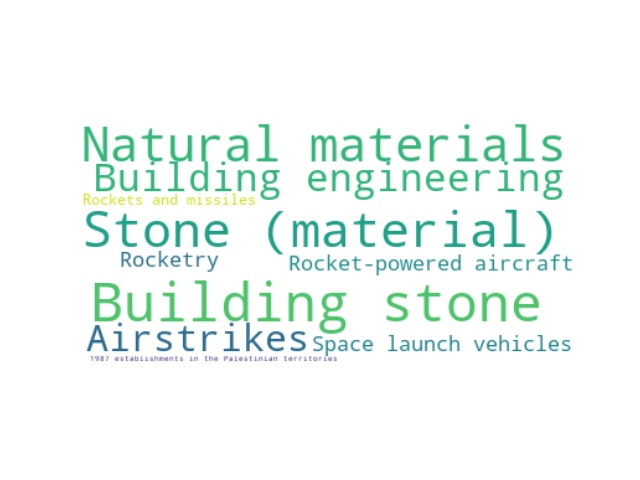 Natural materials
Building engineering
Rockets and missiles
Stone (material)
Rocketry
Rocket-powered aircraft
Building stone
Airstrikes
Space launch vehicles
1987 establishments in the Palestinian territories